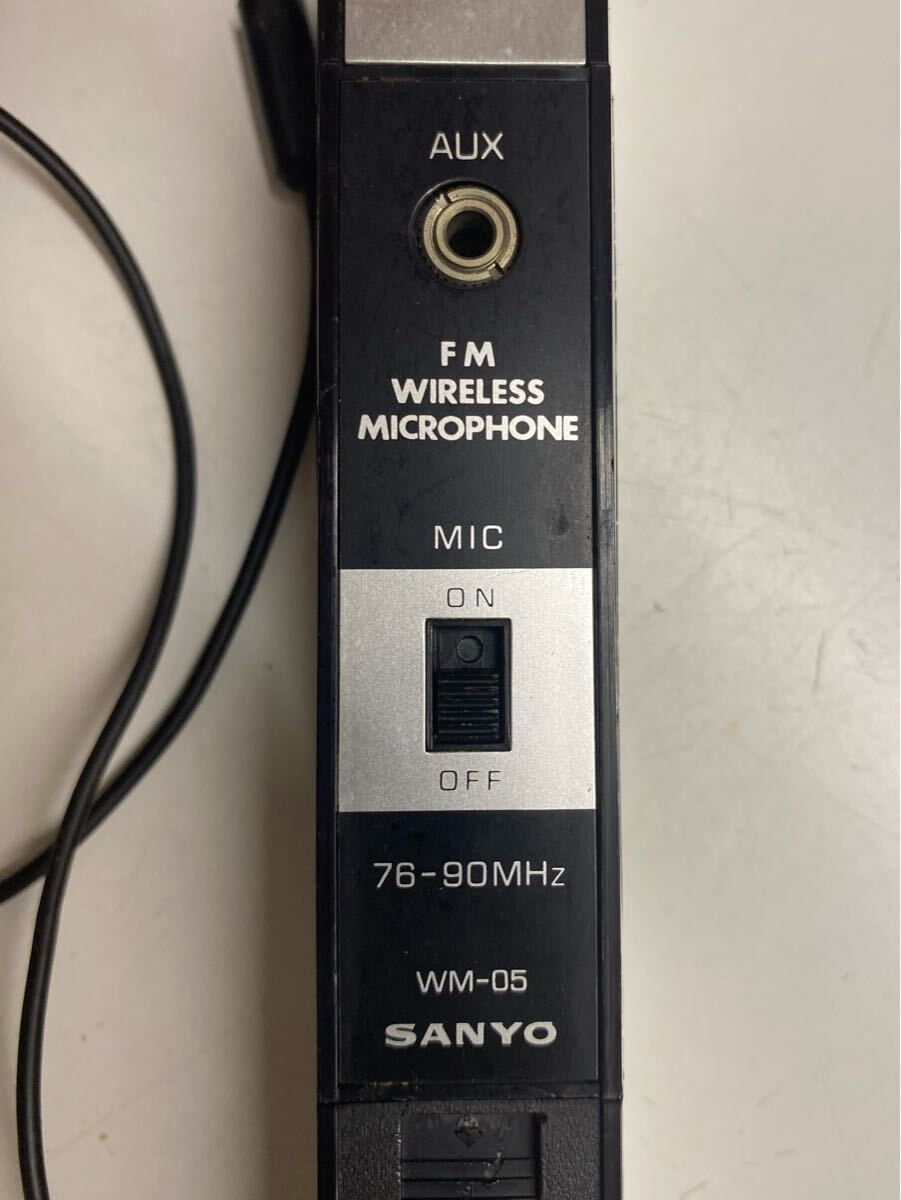 AUX
FM
WIRELESS
MICROPHONE
MIC
ON
OFF
76-90MHz
WM-05
SANYO